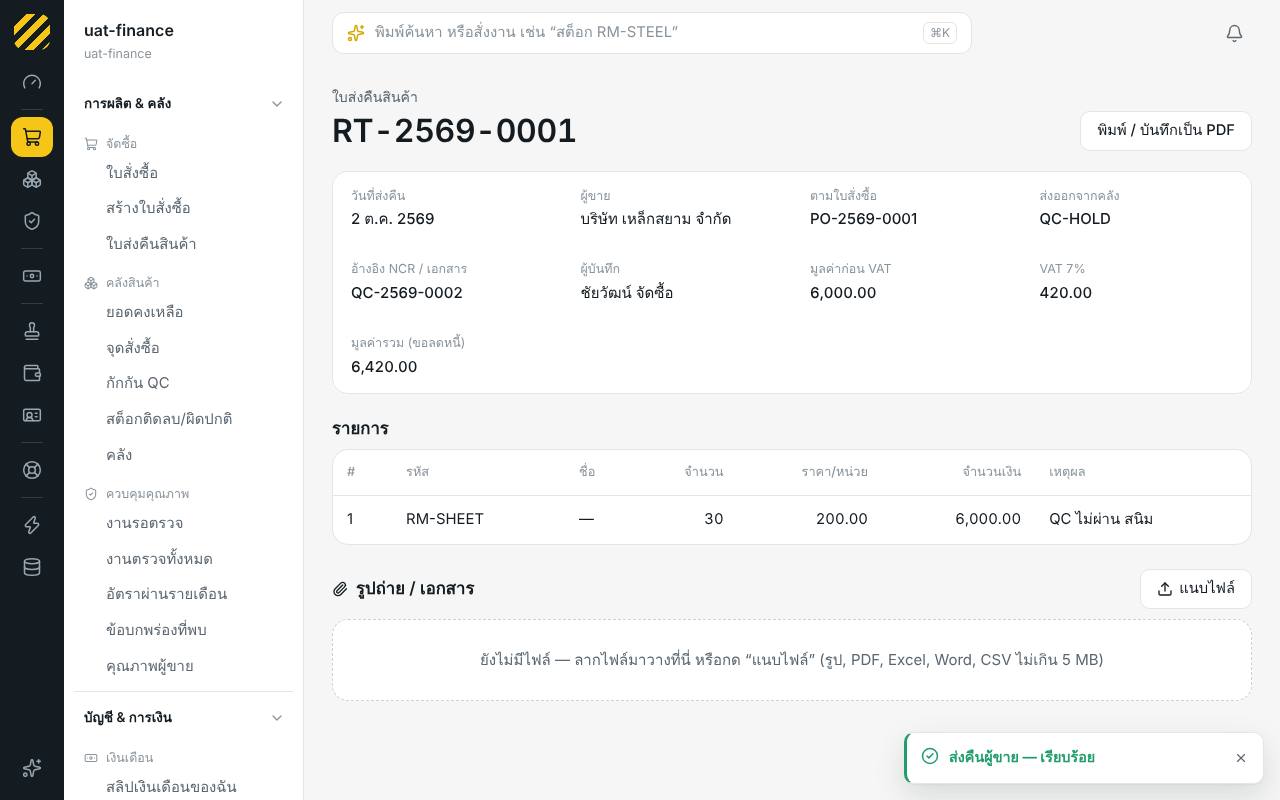 uat-finance
uat-finance
การผลิต & คลัง
จัดซื้อ
ใบสั่งซื้อ
สร้างใบสั่งซื้อ
ใบส่งคืนสินค้า
คลังสินค้า
ยอดคงเหลือ
จุดสั่งซื้อ
กักกัน QC
สต็อกติดลบ/ผิดปกติ
คลัง
ควบคุมคุณภาพ
งานรอตรวจ
งานตรวจทั้งหมด
อัตราผ่านรายเดือน
ข้อบกพร่องที่พบ
คุณภาพผู้ขาย
บัญชี & การเงิน
เงินเดือน
สลิปเงินเดือนของฉัน
พิมพ์ค้นหา หรือสั่งงาน เช่น “สต็อก RM-STEEL” ⌘K
ใบส่งคืนสินค้า
RT-2569-0001
พิมพ์ / บันทึกเป็น PDF
วันที่ส่งคืน ผู้ขาย ตามใบสั่งซื้อ ส่งออกจากคลัง
2 ต.ค. 2569 บริษัท เหล็กสยาม จำกัด PO-2569-0001 QC-HOLD
อ้างอิง NCR / เอกสาร ผู้บันทึก มูลค่าก่อน VAT VAT 7%
QC-2569-0002 ชัยวัฒน์ จัดซื้อ 6,000.00 420.00
มูลค่ารวม (ขอลดหนี้)
6,420.00
รายการ
# รหัส ชื่อ จำนวน ราคา/หน่วย จำนวนเงิน เหตุผล
1 RM-SHEET — 30 200.00 6,000.00 QC ไม่ผ่าน สนิม
รูปถ่าย / เอกสาร แนบไฟล์
ยังไม่มีไฟล์ — ลากไฟล์มาวางที่นี่ หรือกด “แนบไฟล์” (รูป, PDF, Excel, Word, CSV ไม่เกิน 5 MB)
ส่งคืนผู้ขาย — เรียบร้อย